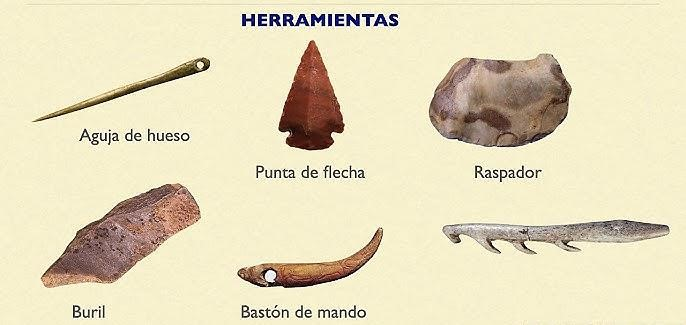 HERRAMIENTAS
Aguja de hueso
Punta de flecha
Raspador
Buril
Bastón de mando